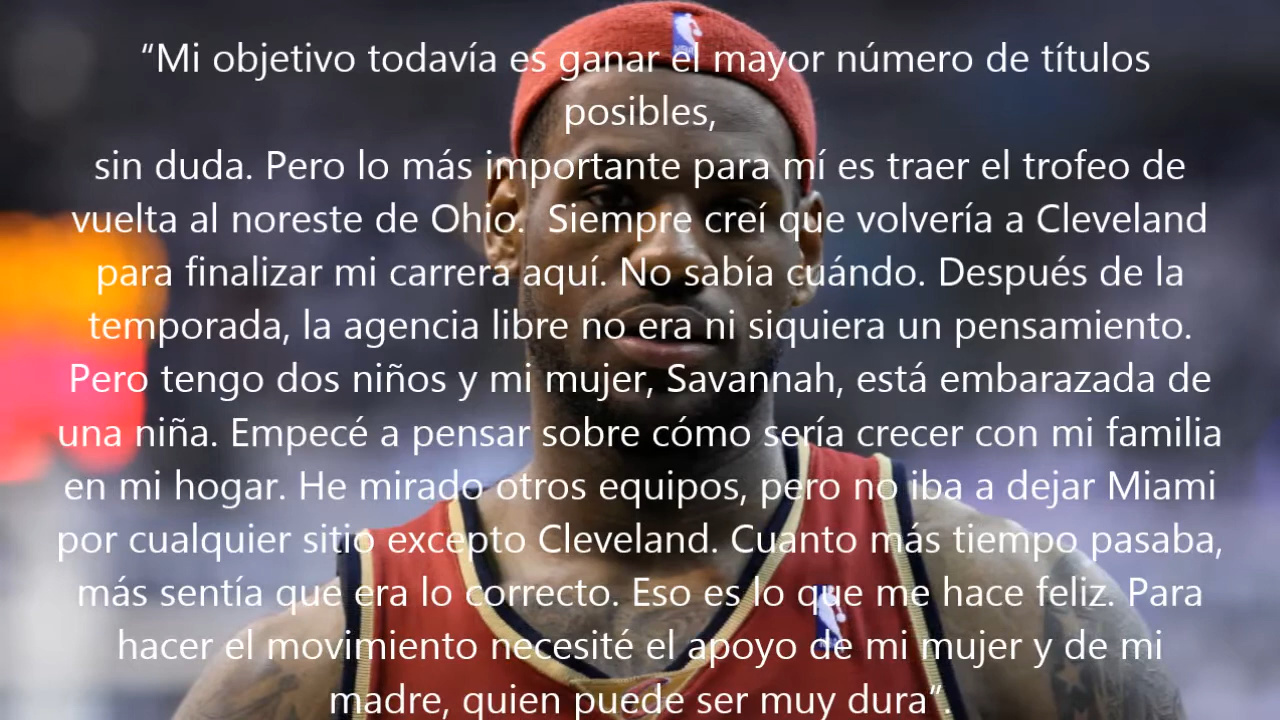 “Mi objetivo todavía es ganar el mayor número de títulos
posibles,
sin duda. Pero lo más importante para mí es traer el trofeo de
vuelta al noreste de Ohio.  Siempre creí que volvería a Cleveland
para finalizar mi carrera aquí. No sabía cuándo. Después de la
temporada, la agencia libre no era ni siquiera un pensamiento.
Pero tengo dos niños y mi mujer, Savannah, está embarazada de
una niña. Empecé a pensar sobre cómo sería crecer con mi familia
en mi hogar. He mirado otros equipos, pero no iba a dejar Miami
por cualquier sitio excepto Cleveland. Cuanto más tiempo pasaba,
más sentía que era lo correcto. Eso es lo que me hace feliz. Para
hacer el movimiento necesité el apoyo de mi mujer y de mi
madre, quien puede ser muy dura”.